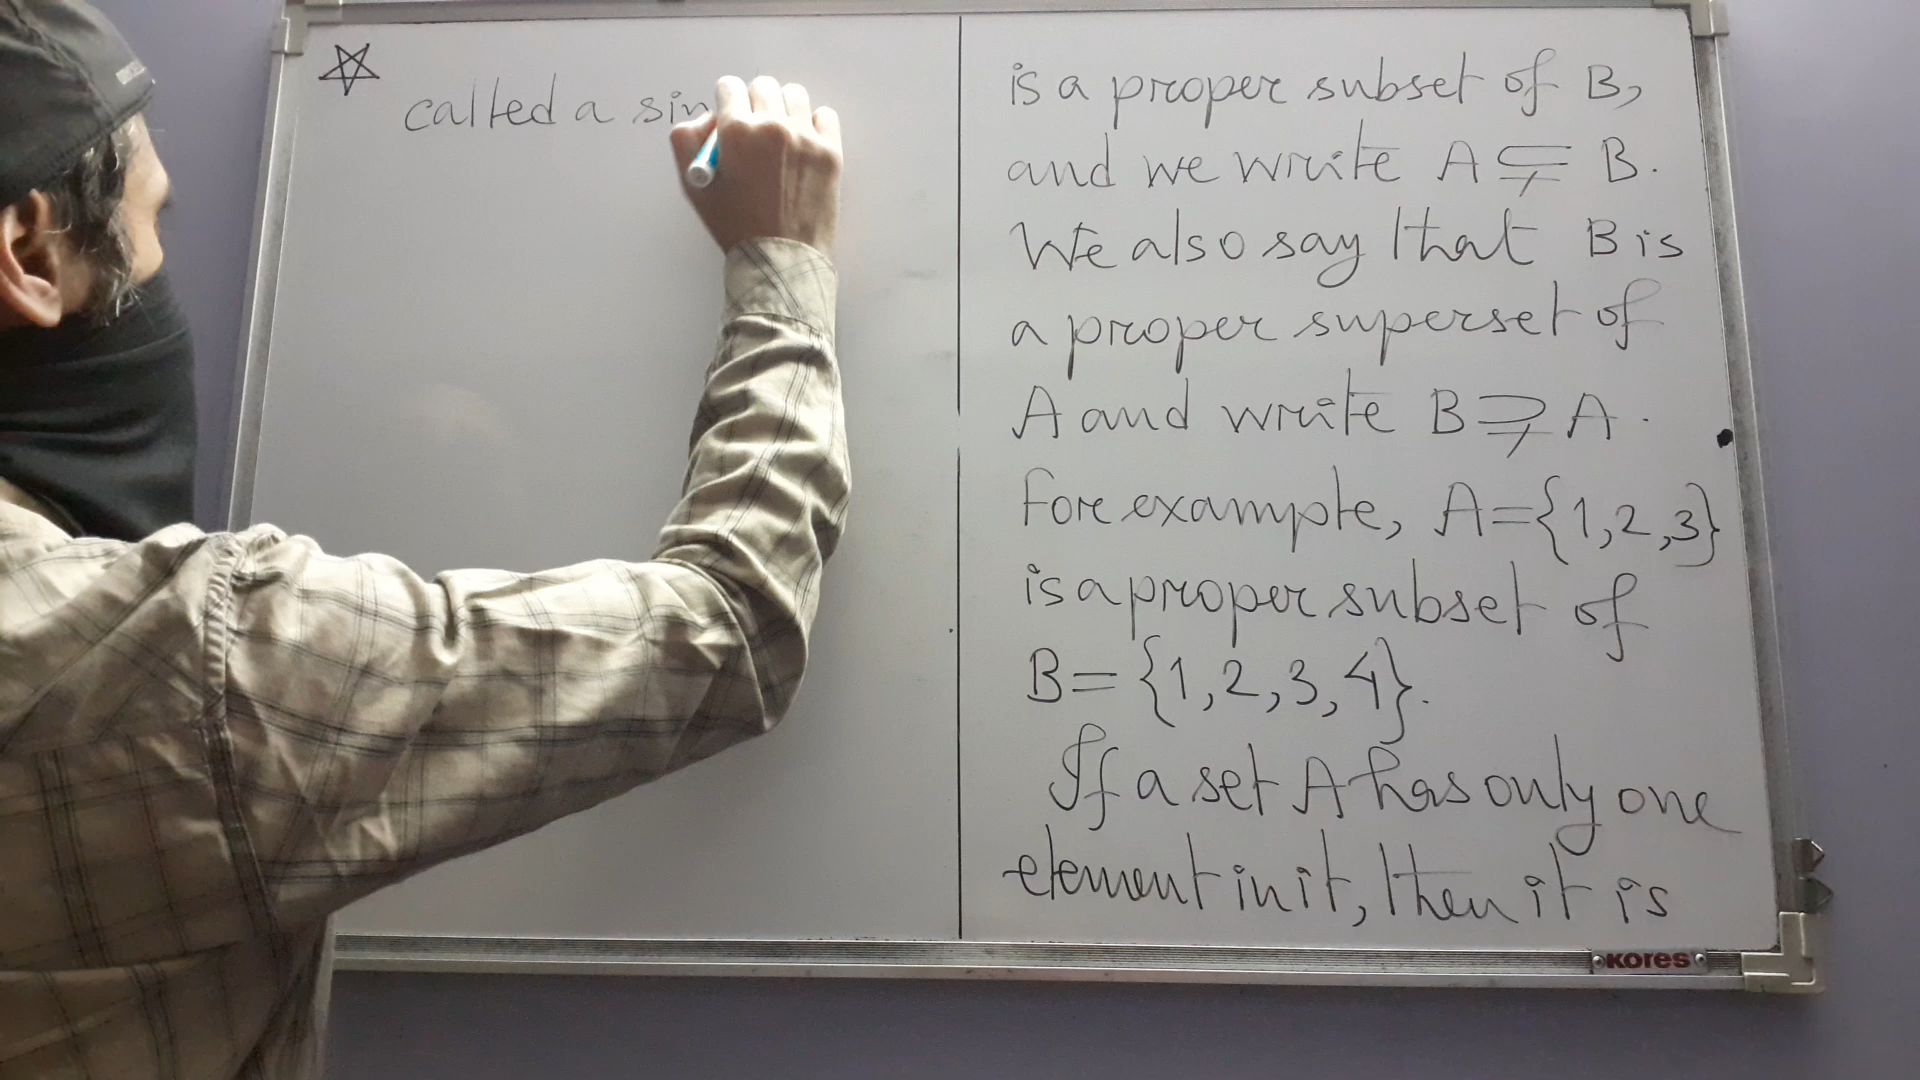 called a sin
is a proper subset of B,
and we write A ⊊ B.
We also say that B is
a proper superset of
A and write B ⊋ A.
For example, A={1,2,3}
is a proper subset of
B={1,2,3,4}.
If a set A has only one
element in it, then it is
KORES